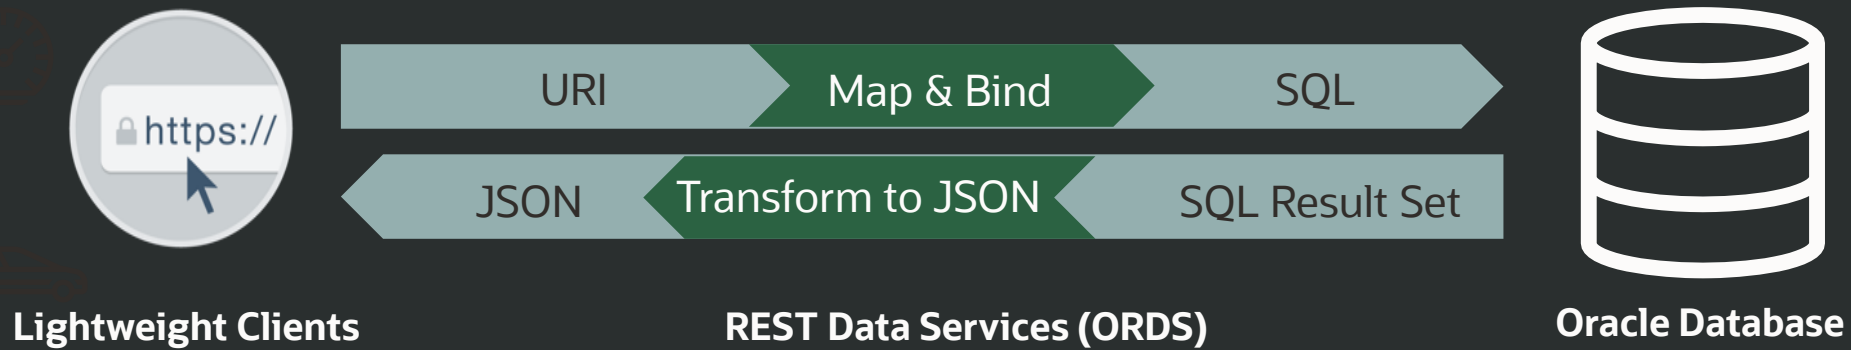 https://
URI
Map & Bind
SQL
JSON
Transform to JSON
SQL Result Set
Lightweight Clients
REST Data Services (ORDS)
Oracle Database